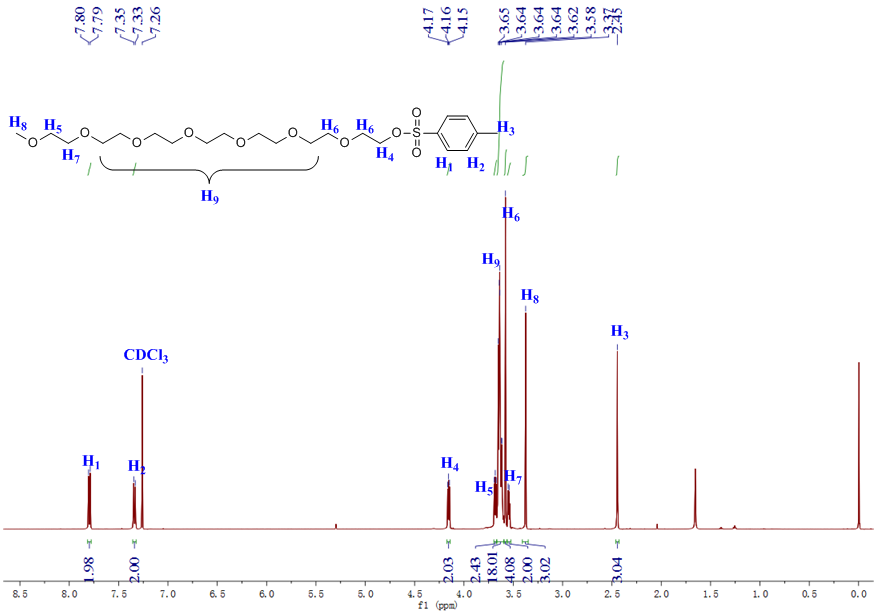 7.80
7.79
7.35
7.33
7.26
4.17
4.16
4.15
3.65
3.64
3.64
3.64
3.62
3.58
3.37
2.45
H8
H5
H7
O
O
O
O
O
O
O
O
S
O
O
H6
H6
H4
H3
H1
H2
H9
H6
H9
H8
H3
CDCl3
H1
H2
H4
H5
H7
1.98
2.00
2.03
2.43
18.01
4.08
2.00
3.02
3.04
8.5 8.0 7.5 7.0 6.5 6.0 5.5 5.0 4.5 4.0 3.5 3.0 2.5 2.0 1.5 1.0 0.5 0.0
f1 (ppm)